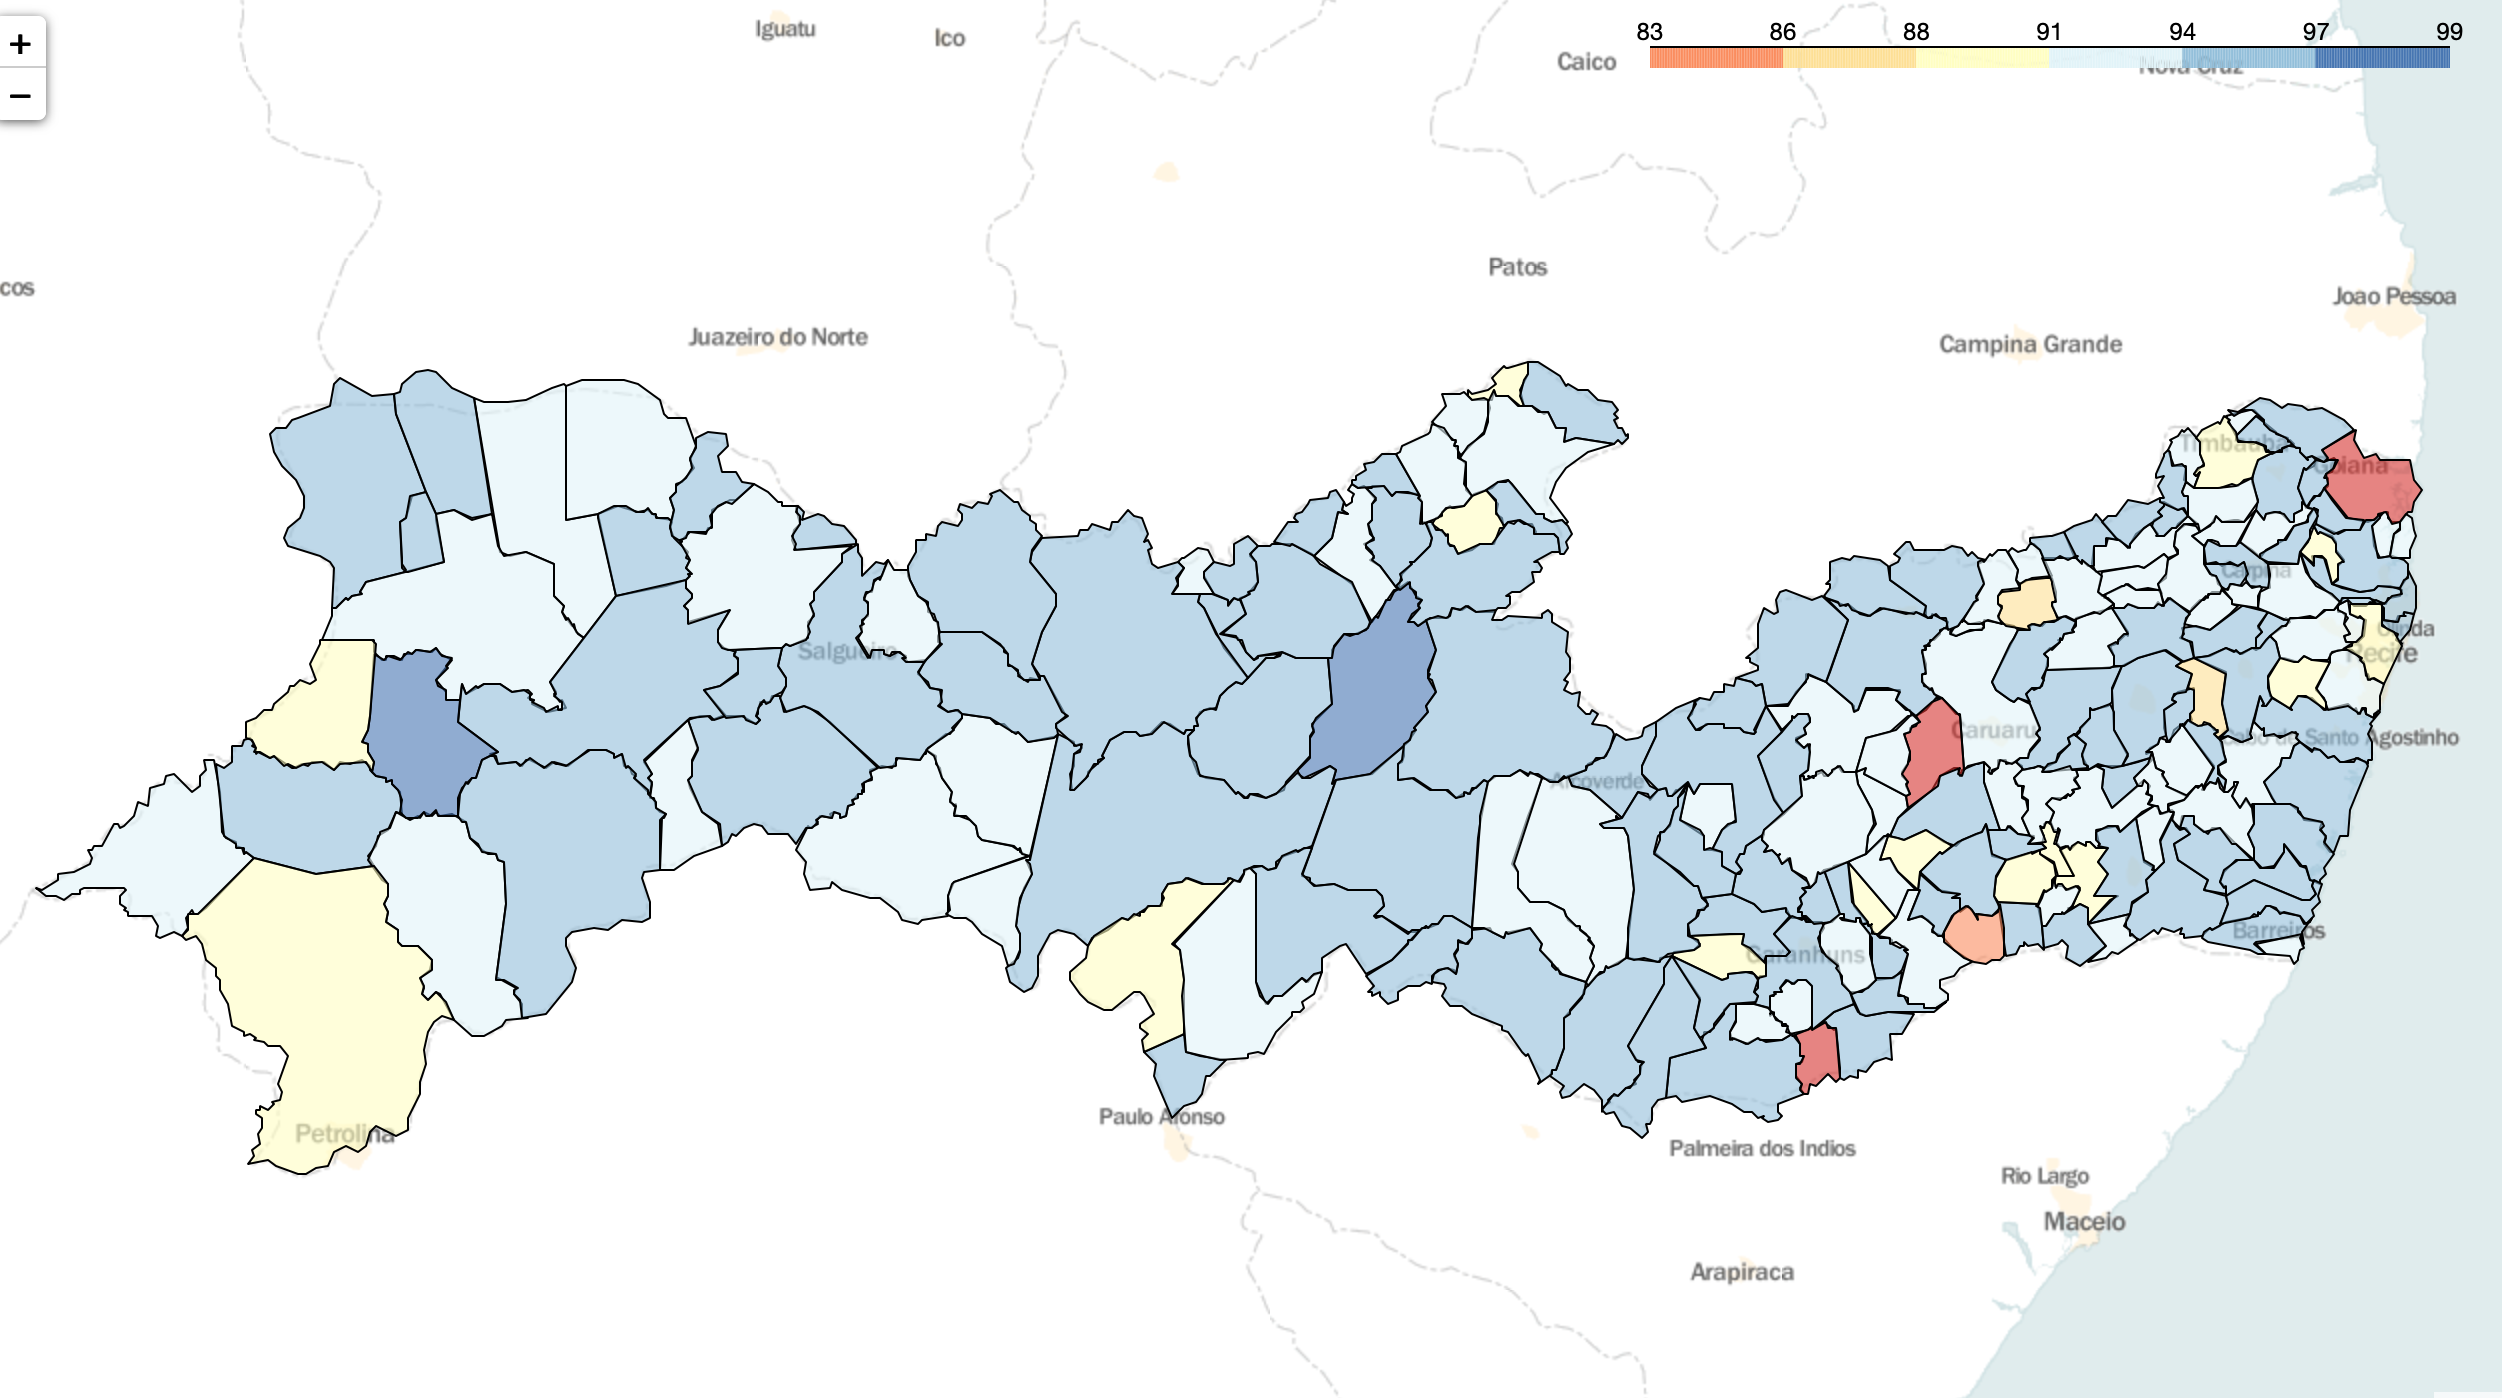 +
−
Iguatu
Ico
Caico
83 86 88 91 94 97 99
Nova Cruz
Patos
cos
Joao Pessoa
Juazeiro do Norte
Campina Grande
Timbauba
Goiana
Carpina
Olinda
Recife
Salgueiro
Caruaru
Cabo de Santo Agostinho
Arcoverde
Barreiros
Garanhuns
Paulo Afonso
Petrolina
Palmeira dos Indios
Rio Largo
Maceio
Arapiraca